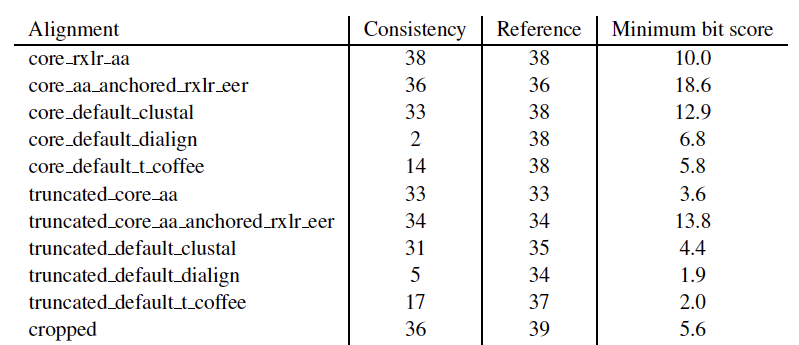 Alignment Consistency Reference Minimum bit score
core_rxlr_aa 38 38 10.0
core_aa_anchored_rxlr_eer 36 36 18.6
core_default_clustal 33 38 12.9
core_default_dialign 2 38 6.8
core_default_t_coffee 14 38 5.8
truncated_core_aa 33 33 3.6
truncated_core_aa_anchored_rxlr_eer 34 34 13.8
truncated_default_clustal 31 35 4.4
truncated_default_dialign 5 34 1.9
truncated_default_t_coffee 17 37 2.0
cropped 36 39 5.6